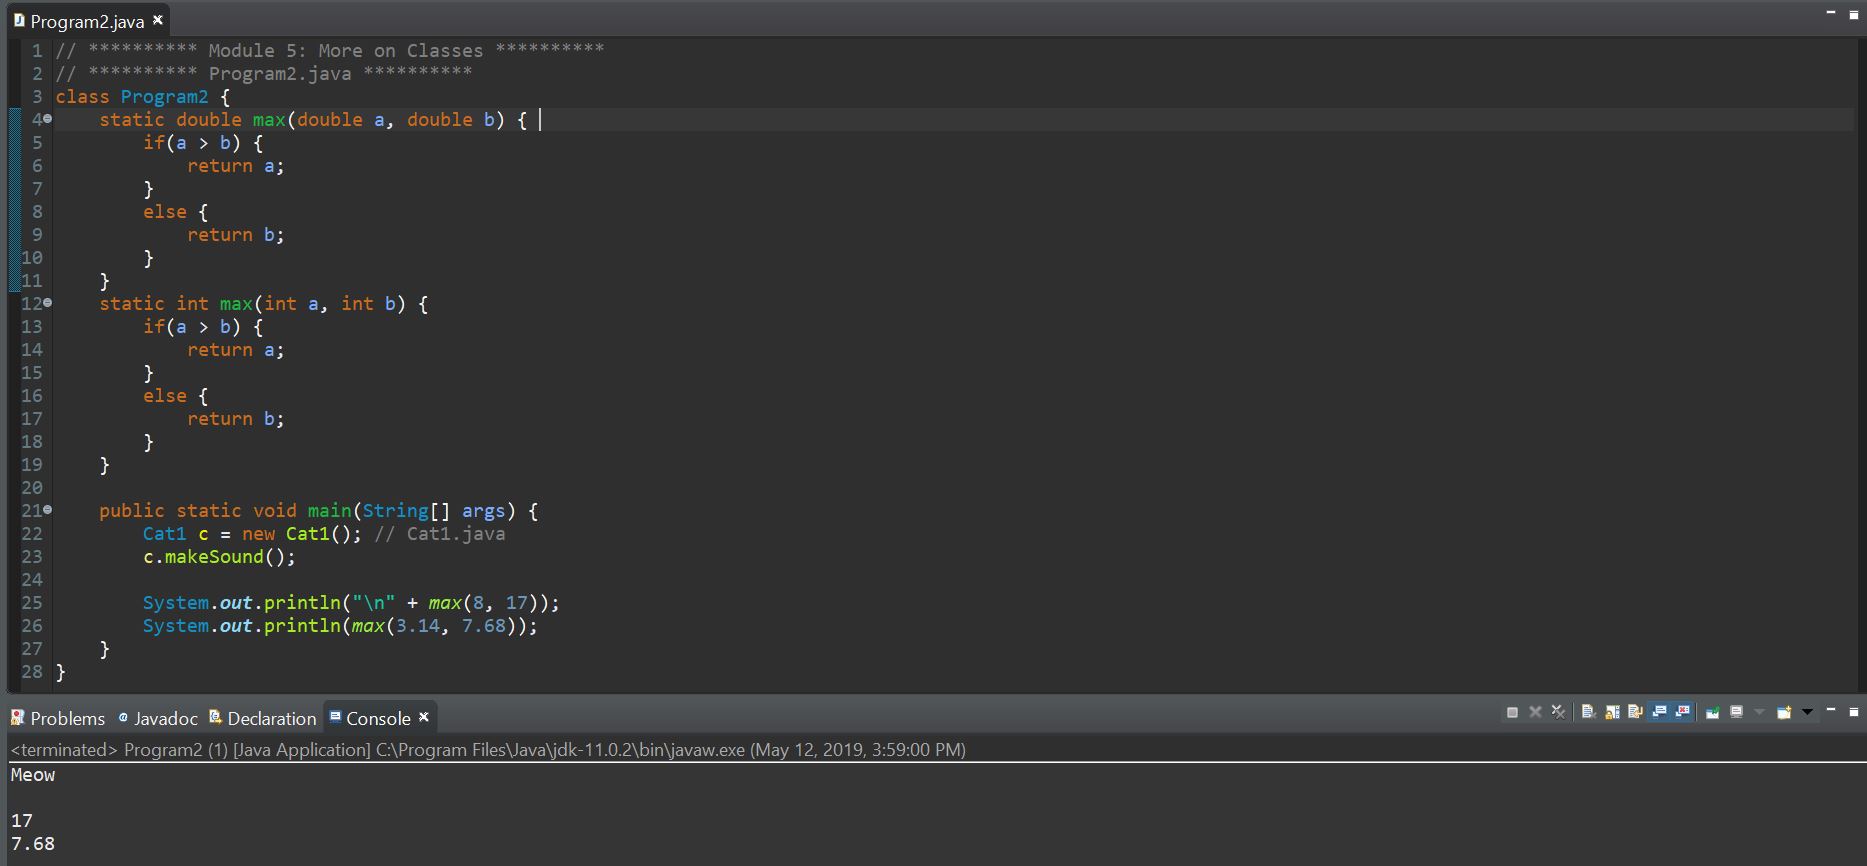 Program2.java
1 // ********** Module 5: More on Classes **********
2 // ********** Program2.java **********
3 class Program2 {
4     static double max(double a, double b) {
5         if(a > b) {
6             return a;
7         }
8         else {
9             return b;
10         }
11     }
12     static int max(int a, int b) {
13         if(a > b) {
14             return a;
15         }
16         else {
17             return b;
18         }
19     }
20
21     public static void main(String[] args) {
22         Cat1 c = new Cat1(); // Cat1.java
23         c.makeSound();
24
25         System.out.println("\n" + max(8, 17));
26         System.out.println(max(3.14, 7.68));
27     }
28 }
Problems @ Javadoc Declaration Console
<terminated> Program2 (1) [Java Application] C:\Program Files\Java\jdk-11.0.2\bin\javaw.exe (May 12, 2019, 3:59:00 PM)
Meow

17
7.68